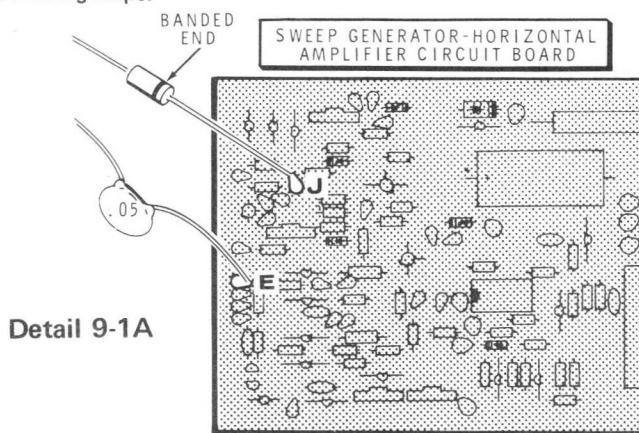 BANDED
END
SWEEP GENERATOR-HORIZONTAL
AMPLIFIER CIRCUIT BOARD
J
.05
E
Detail 9-1A